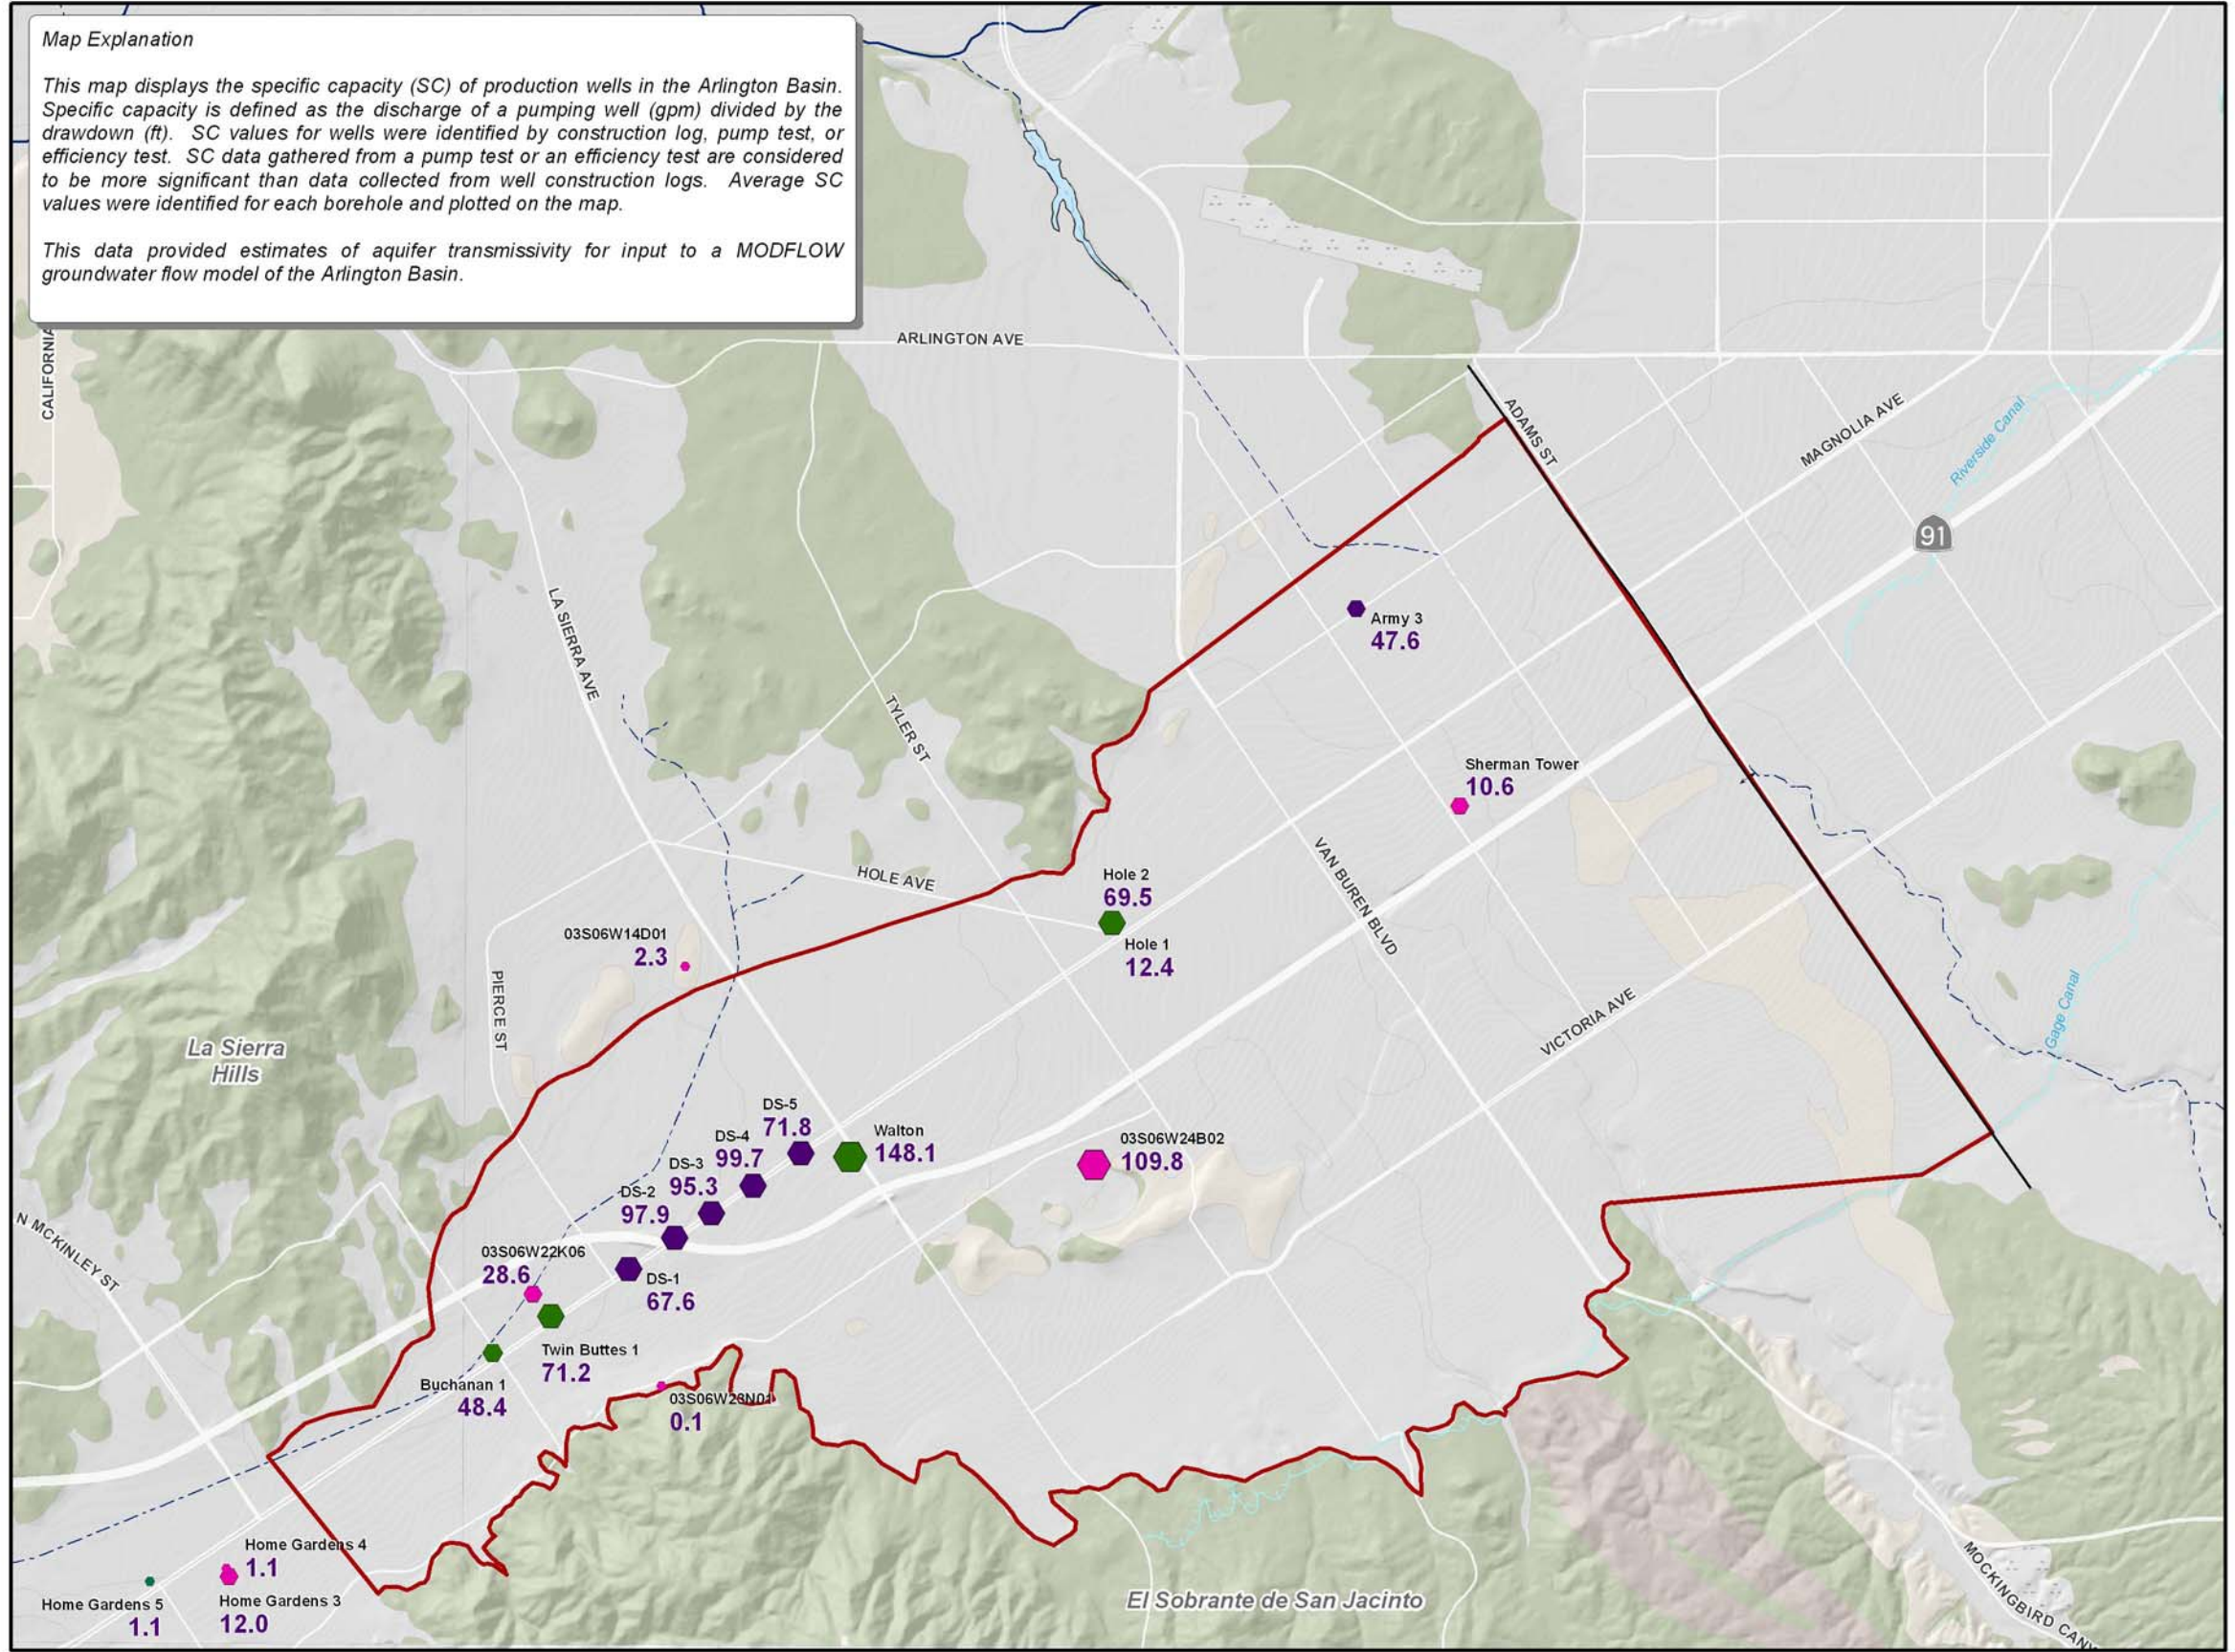 Map Explanation
This map displays the specific capacity (SC) of production wells in the Arlington Basin.
Specific capacity is defined as the discharge of a pumping well (gpm) divided by the
drawdown (ft). SC values for wells were identified by construction log, pump test, or
efficiency test. SC data gathered from a pump test or an efficiency test are considered
to be more significant than data collected from well construction logs. Average SC
values were identified for each borehole and plotted on the map.
This data provided estimates of aquifer transmissivity for input to a MODFLOW
groundwater flow model of the Arlington Basin.
CALIFORNIA
ARLINGTON AVE
ADAMS ST
MAGNOLIA AVE
Riverside Canal
91
LA SIERRA AVE
Army 3
47.6
TYLER ST
Sherman Tower
10.6
HOLE AVE
Hole 2
69.5
Hole 1
12.4
VAN BUREN BLVD
03S06W14D01
2.3
PIERCE ST
VICTORIA AVE
Gage Canal
La Sierra
Hills
DS-5
71.8
Walton
148.1
DS-4
99.7
03S06W24B02
109.8
DS-3
95.3
DS-2
97.9
N MCKINLEY ST
03S06W22K06
28.6
DS-1
67.6
Twin Buttes 1
71.2
Buchanan 1
48.4
03S06W26N01
0.1
Home Gardens 4
1.1
Home Gardens 5
1.1
Home Gardens 3
12.0
El Sobrante de San Jacinto
MOCKINGBIRD CANY